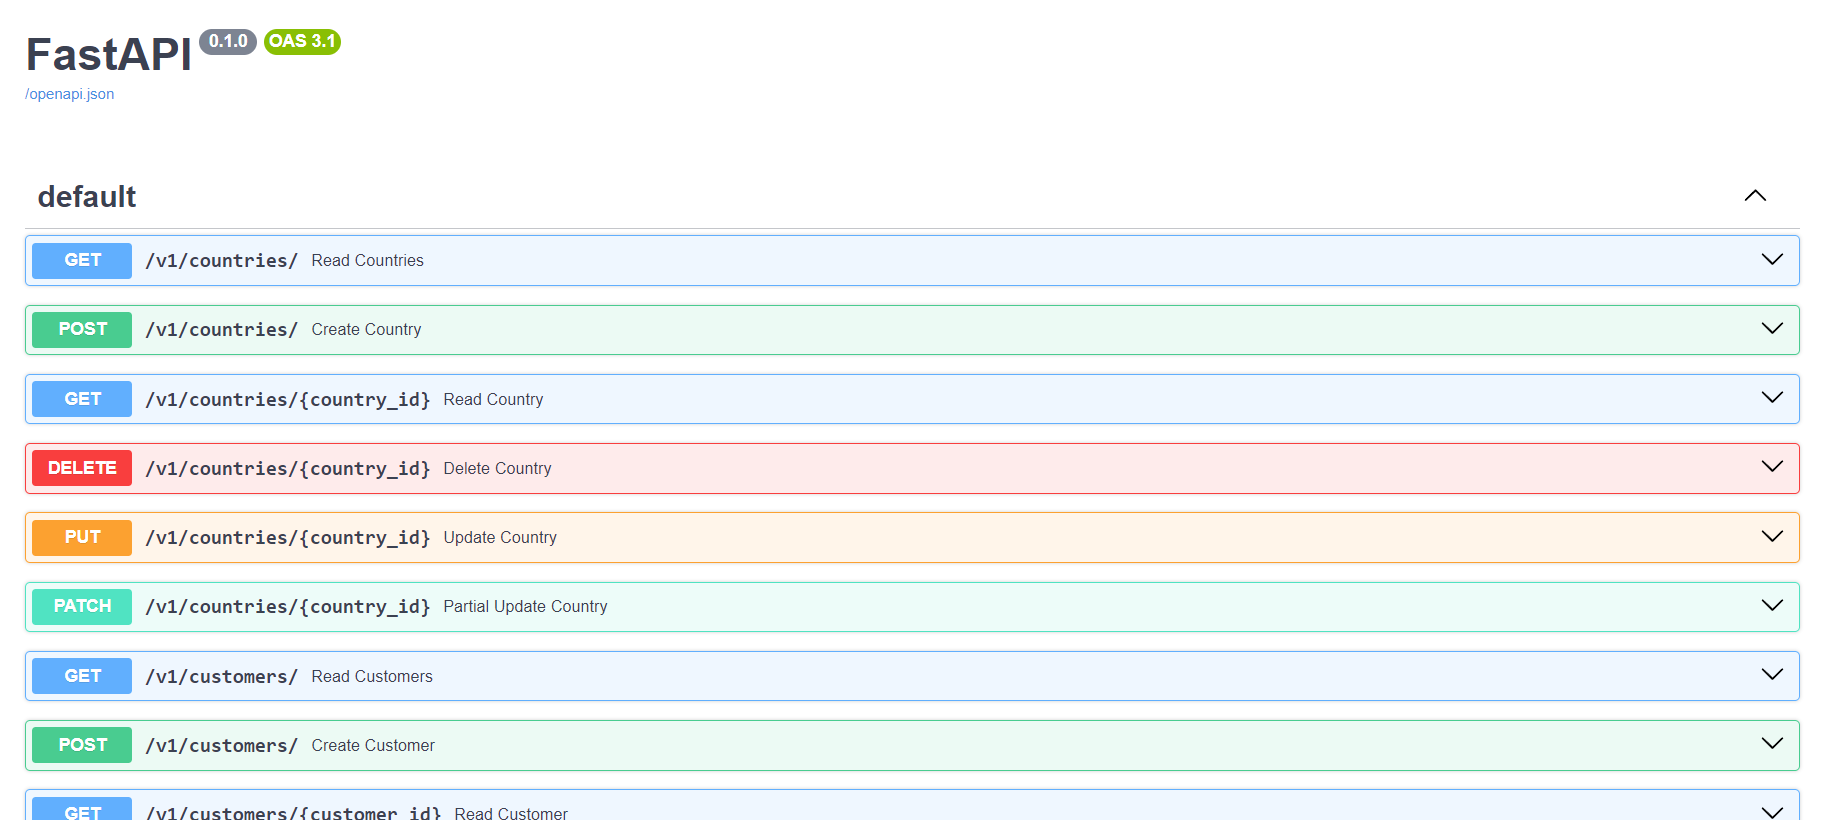 FastAPI 0.1.0 OAS 3.1
/openapi.json
default
GET /v1/countries/ Read Countries
POST /v1/countries/ Create Country
GET /v1/countries/{country_id} Read Country
DELETE /v1/countries/{country_id} Delete Country
PUT /v1/countries/{country_id} Update Country
PATCH /v1/countries/{country_id} Partial Update Country
GET /v1/customers/ Read Customers
POST /v1/customers/ Create Customer
GET /v1/customers/{customer_id} Read Customer